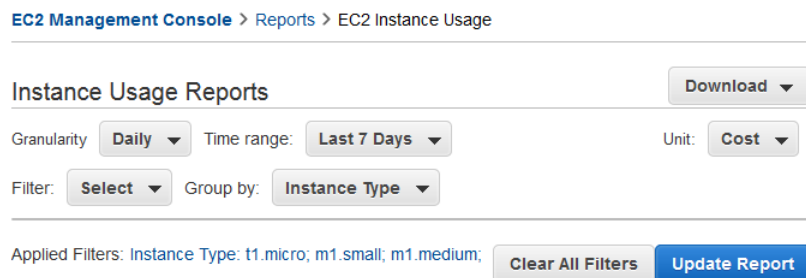 EC2 Management Console > Reports > EC2 Instance Usage
Instance Usage Reports Download
Granularity Daily Time range: Last 7 Days Unit: Cost
Filter: Select Group by: Instance Type
Applied Filters: Instance Type: t1.micro; m1.small; m1.medium; Clear All Filters Update Report